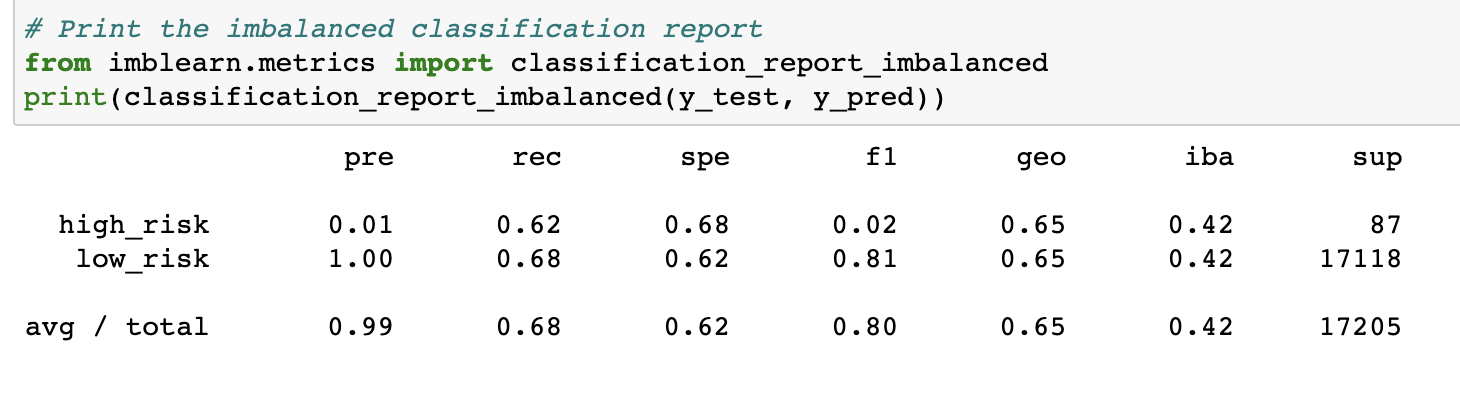 # Print the imbalanced classification report
from imblearn.metrics import classification_report_imbalanced
print(classification_report_imbalanced(y_test, y_pred))
pre rec spe f1 geo iba sup
high_risk 0.01 0.62 0.68 0.02 0.65 0.42 87
low_risk 1.00 0.68 0.62 0.81 0.65 0.42 17118
avg / total 0.99 0.68 0.62 0.80 0.65 0.42 17205